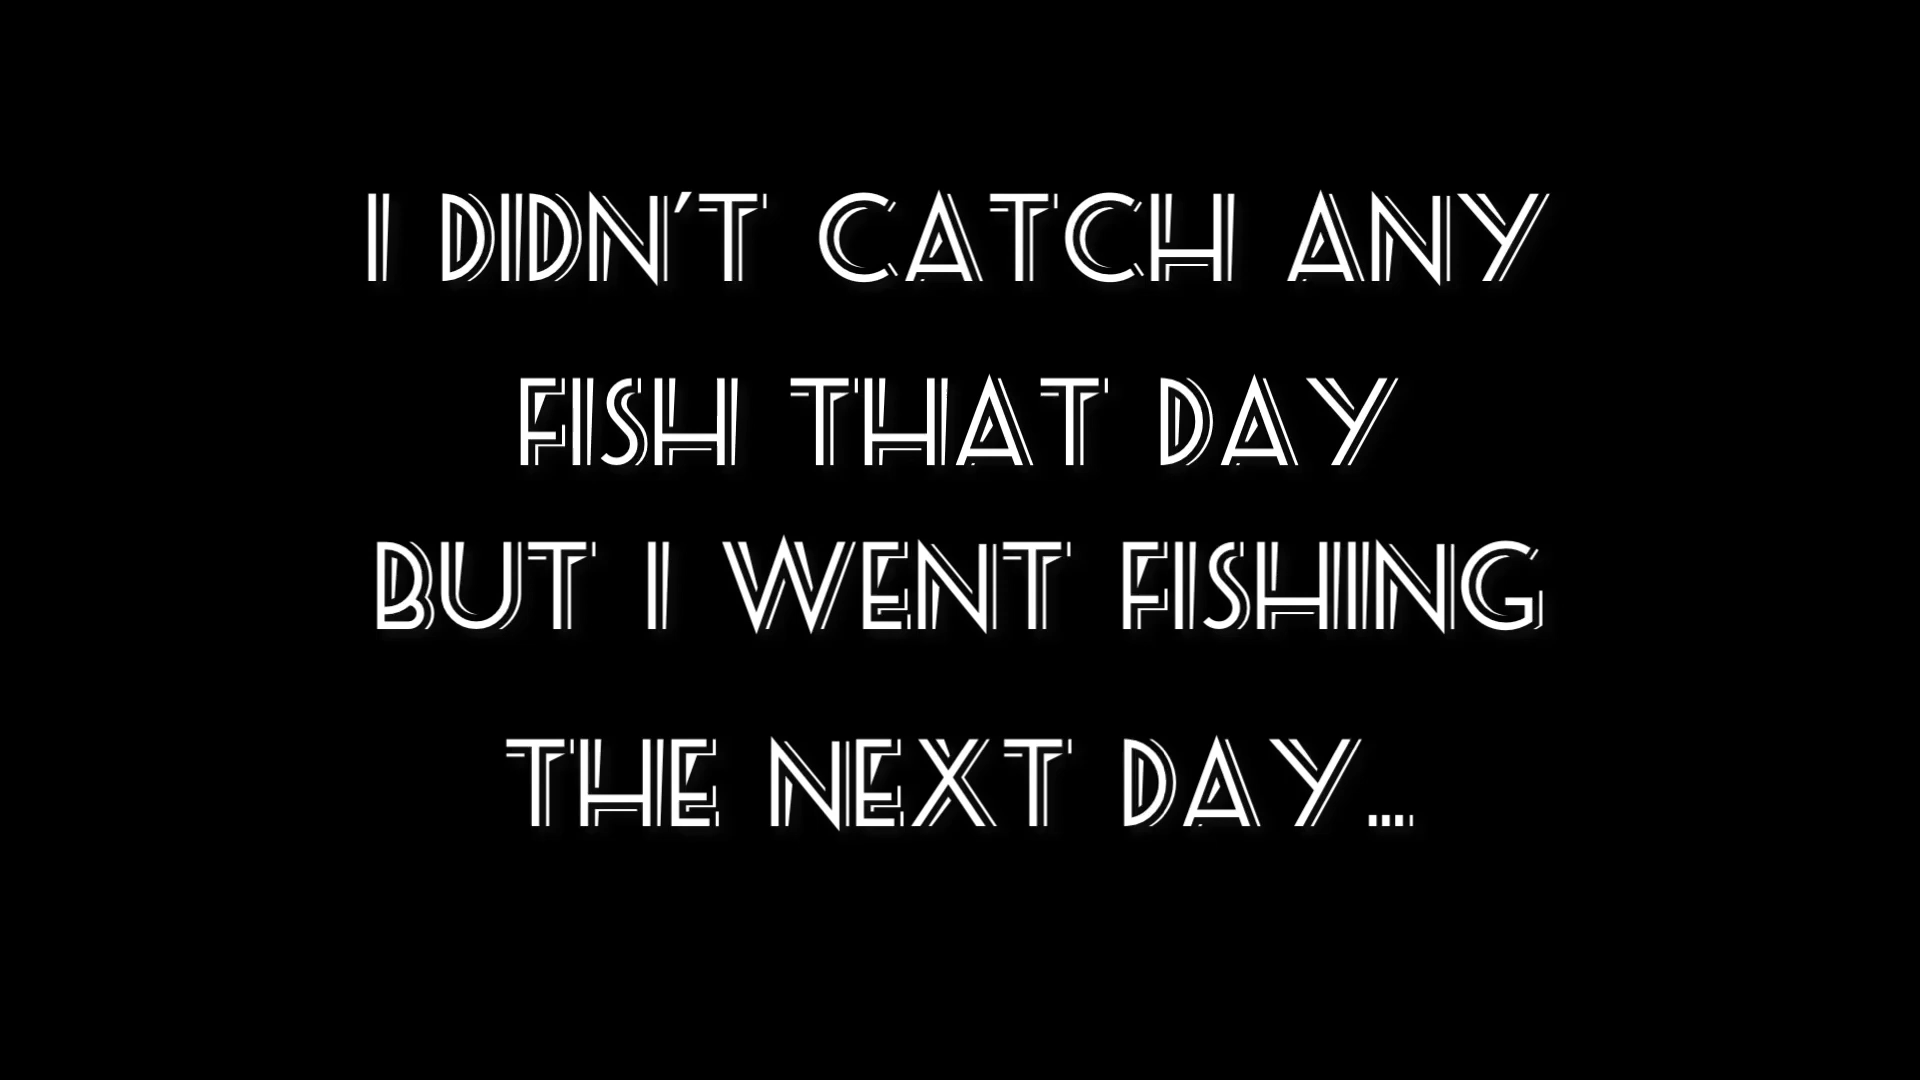 I DIDN'T CATCH ANY
FISH THAT DAY
BUT I WENT FISHING
THE NEXT DAY...